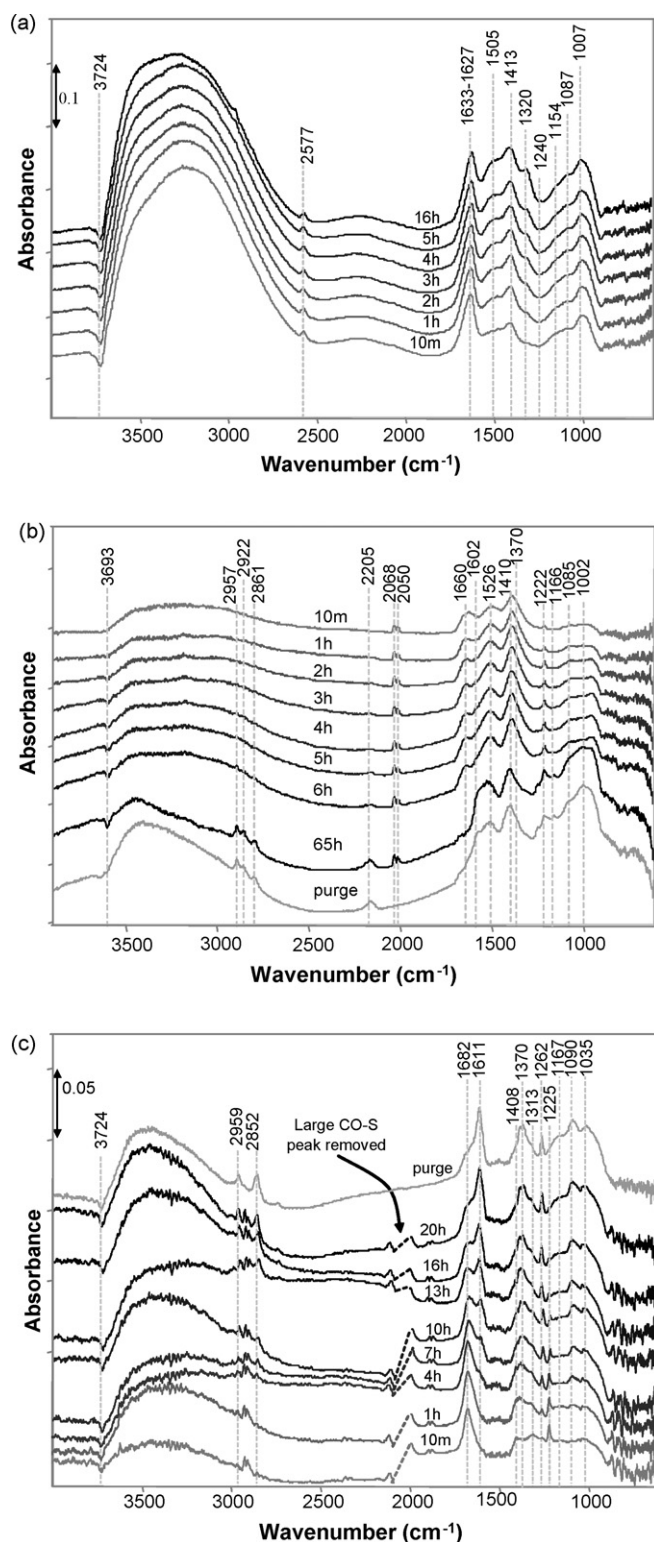 (a)
3724
0.1
2577
1633-1627
1505
1413
1320
1240
1154
1087
1007
16h
5h
4h
3h
2h
1h
10m
Absorbance
3500 3000 2500 2000 1500 1000
Wavenumber (cm⁻¹)
(b)
3693
2957
2922
2861
2205
2068
2050
1660
1602
1526
1410
1370
1222
1166
1085
1002
10m
1h
2h
3h
4h
5h
6h
65h
purge
Absorbance
3500 3000 2500 2000 1500 1000
Wavenumber (cm⁻¹)
(c)
0.05
3724
2959
2852
Large CO-S
peak removed
1682
1611
1408
1370
1313
1262
1225
1167
1090
1035
purge
20h
16h
13h
10h
7h
4h
1h
10m
Absorbance
4000 3500 3000 2500 2000 1500 1000
Wavenumber (cm⁻¹)